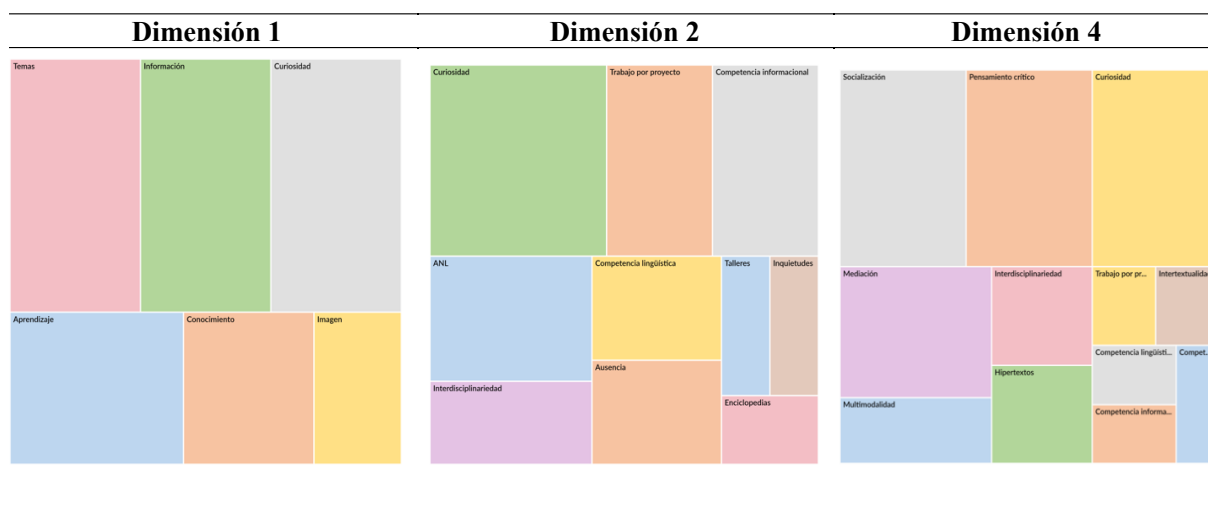 Dimensión 1
Dimensión 2
Dimensión 4
Temas
Información
Curiosidad
Aprendizaje
Conocimiento
Imagen
Curiosidad
Trabajo por proyecto
Competencia informacional
ANL
Competencia lingüística
Talleres
Inquietudes
Interdisciplinariedad
Ausencia
Enciclopedias
Socialización
Pensamiento crítico
Curiosidad
Mediación
Interdisciplinariedad
Trabajo por pr...
Intertextualidad
Competencia lingüísti...
Compet...
Hipertextos
Multimodalidad
Competencia informa...